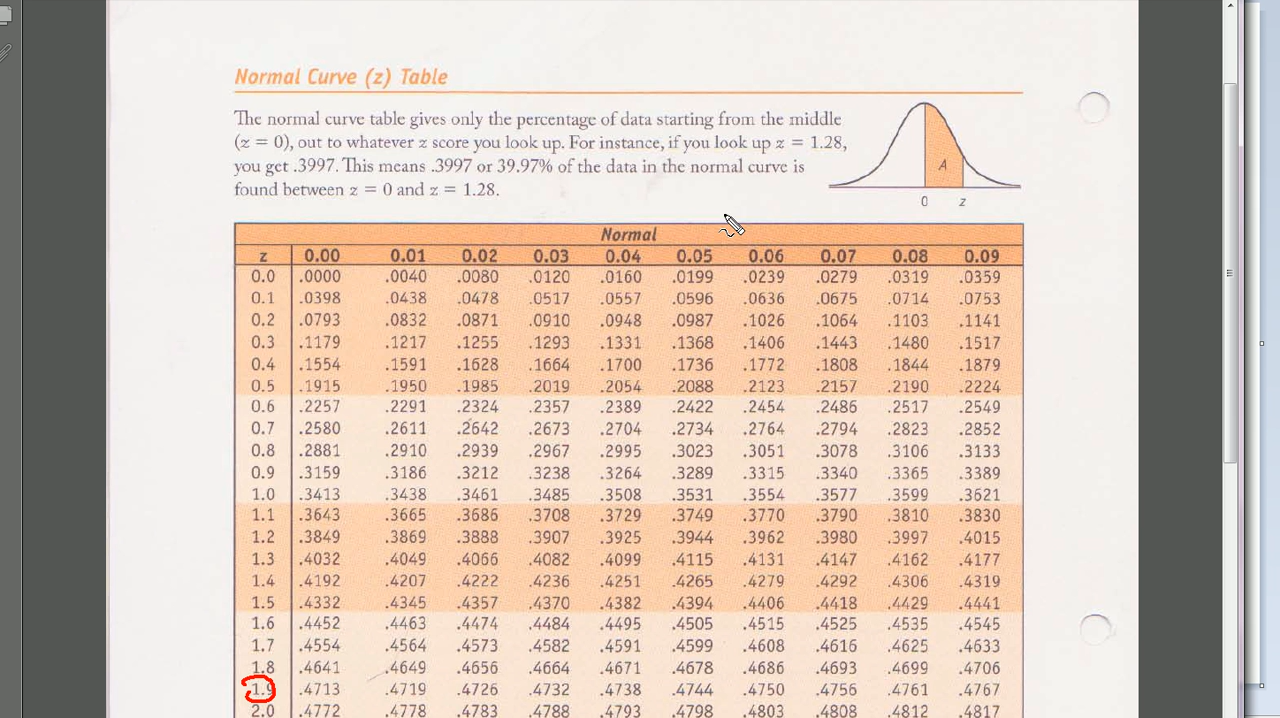 Normal Curve (z) Table
The normal curve table gives only the percentage of data starting from the middle
(z = 0), out to whatever z score you look up. For instance, if you look up z = 1.28,
you get .3997. This means .3997 or 39.97% of the data in the normal curve is
found between z = 0 and z = 1.28.
A
0 z
Normal
z 0.00 0.01 0.02 0.03 0.04 0.05 0.06 0.07 0.08 0.09
0.0 .0000 .0040 .0080 .0120 .0160 .0199 .0239 .0279 .0319 .0359
0.1 .0398 .0438 .0478 .0517 .0557 .0596 .0636 .0675 .0714 .0753
0.2 .0793 .0832 .0871 .0910 .0948 .0987 .1026 .1064 .1103 .1141
0.3 .1179 .1217 .1255 .1293 .1331 .1368 .1406 .1443 .1480 .1517
0.4 .1554 .1591 .1628 .1664 .1700 .1736 .1772 .1808 .1844 .1879
0.5 .1915 .1950 .1985 .2019 .2054 .2088 .2123 .2157 .2190 .2224
0.6 .2257 .2291 .2324 .2357 .2389 .2422 .2454 .2486 .2517 .2549
0.7 .2580 .2611 .2642 .2673 .2704 .2734 .2764 .2794 .2823 .2852
0.8 .2881 .2910 .2939 .2967 .2995 .3023 .3051 .3078 .3106 .3133
0.9 .3159 .3186 .3212 .3238 .3264 .3289 .3315 .3340 .3365 .3389
1.0 .3413 .3438 .3461 .3485 .3508 .3531 .3554 .3577 .3599 .3621
1.1 .3643 .3665 .3686 .3708 .3729 .3749 .3770 .3790 .3810 .3830
1.2 .3849 .3869 .3888 .3907 .3925 .3944 .3962 .3980 .3997 .4015
1.3 .4032 .4049 .4066 .4082 .4099 .4115 .4131 .4147 .4162 .4177
1.4 .4192 .4207 .4222 .4236 .4251 .4265 .4279 .4292 .4306 .4319
1.5 .4332 .4345 .4357 .4370 .4382 .4394 .4406 .4418 .4429 .4441
1.6 .4452 .4463 .4474 .4484 .4495 .4505 .4515 .4525 .4535 .4545
1.7 .4554 .4564 .4573 .4582 .4591 .4599 .4608 .4616 .4625 .4633
1.8 .4641 .4649 .4656 .4664 .4671 .4678 .4686 .4693 .4699 .4706
1.9 .4713 .4719 .4726 .4732 .4738 .4744 .4750 .4756 .4761 .4767
2.0 .4772 .4778 .4783 .4788 .4793 .4798 .4803 .4808 .4812 .4817